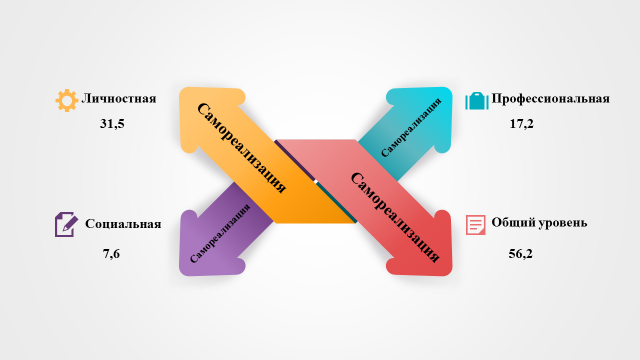 Личностная
31,5
Профессиональная
17,2
Самореализация
Самореализация
Самореализация
Самореализация
Социальная
7,6
Общий уровень
56,2